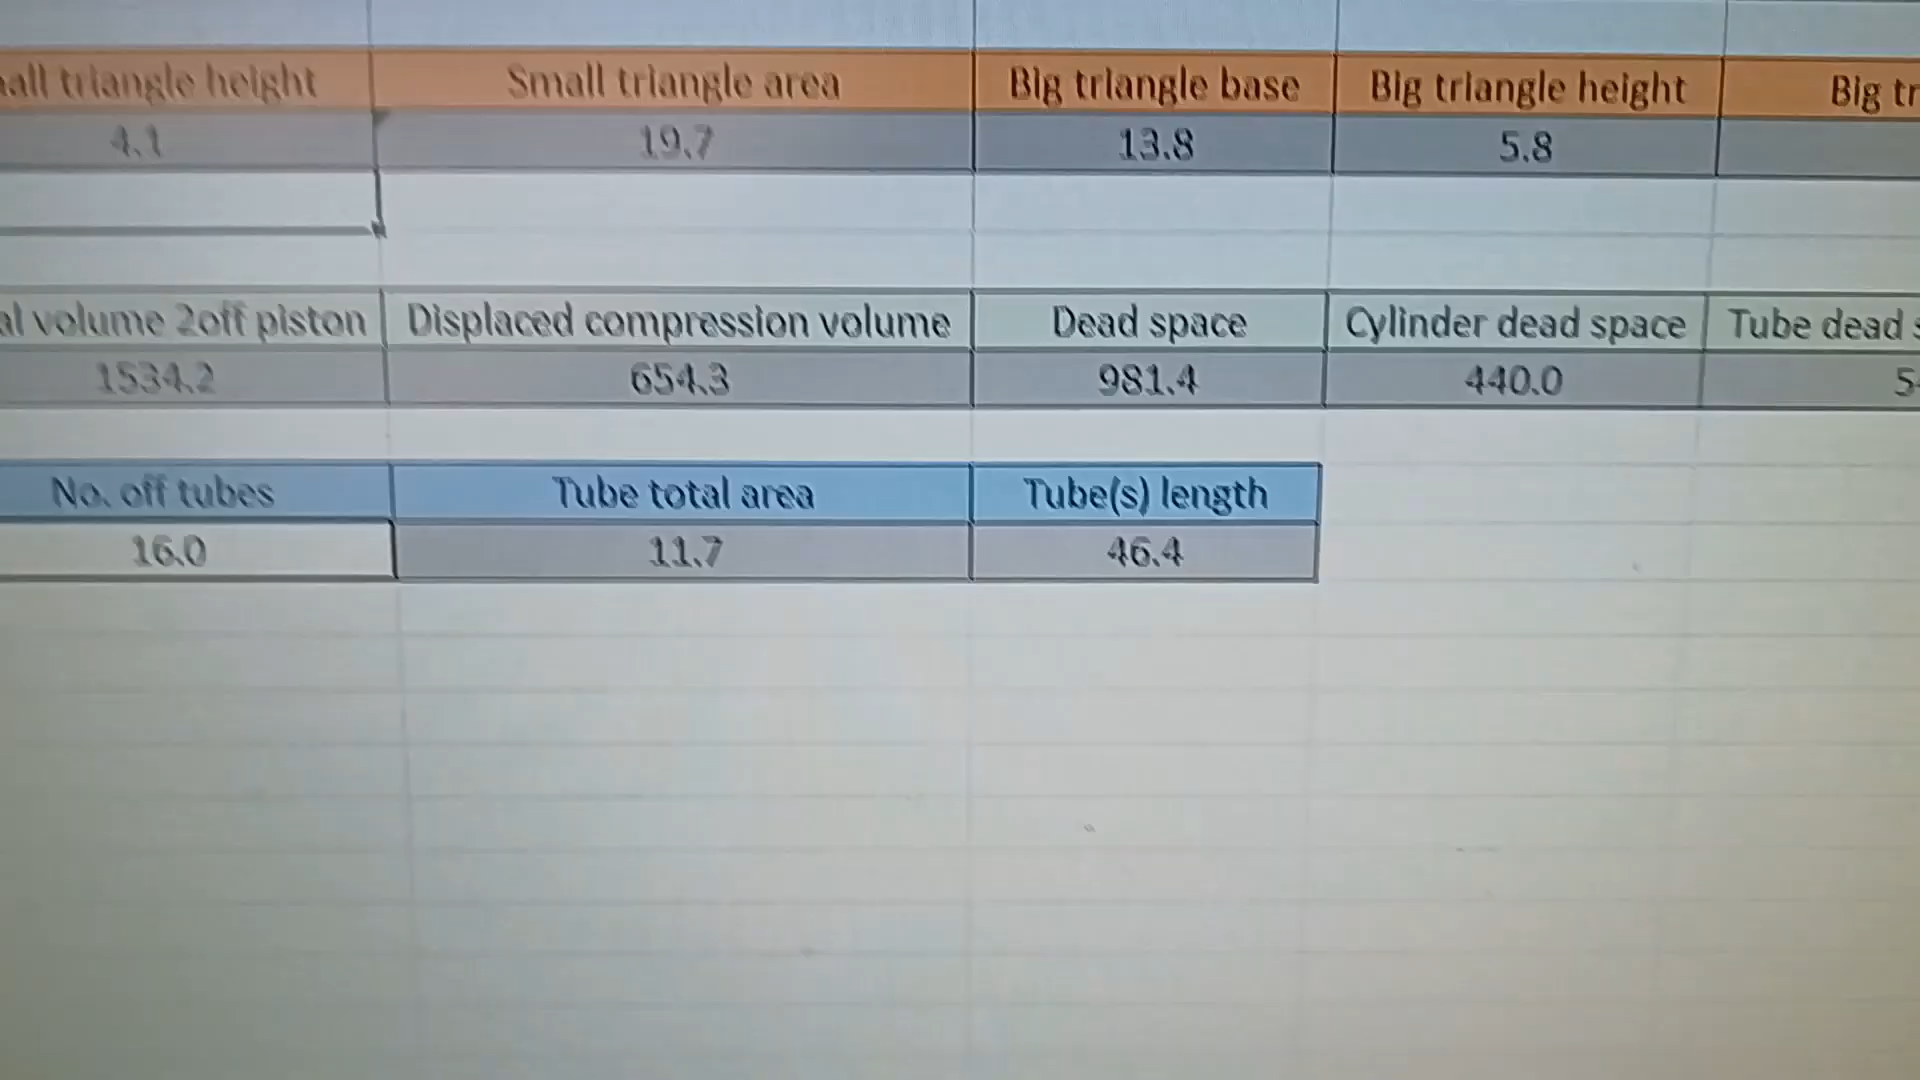 all triangle height Small triangle area Big triangle base Big triangle height Big tr
4.1 19.7 13.8 5.8
al volume 2off piston Displaced compression volume Dead space Cylinder dead space Tube dead s
1534.2 654.3 981.4 440.0 5
No. off tubes Tube total area Tube(s) length
16.0 11.7 46.4